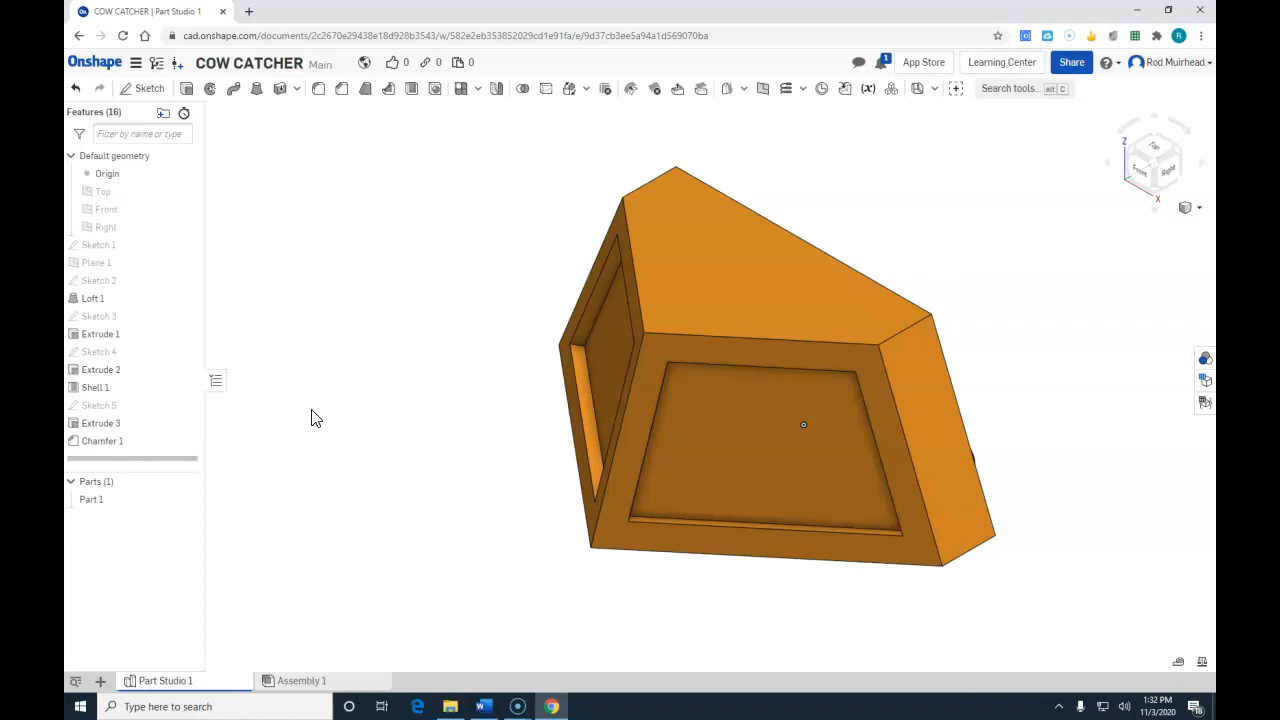 COW CATCHER | Part Studio 1
cad.onshape.com/documents/2c2670e29438e18d928b3543/w/582e2eb353852029cd1e91fa/e/9d37cb3ee5a94a1d569070ba
Onshape COW CATCHER Main 0 0 0 1 App Store Learning Center Share Rod Muirhead
Sketch Search tools... alt C
Features (16)
Filter by name or type
Default geometry
Origin
Top
Front
Right
Sketch 1
Plane 1
Sketch 2
Loft 1
Sketch 3
Extrude 1
Sketch 4
Extrude 2
Shell 1
Sketch 5
Extrude 3
Chamfer 1
Parts (1)
Part 1
Z
Top
Front Right
X
Part Studio 1 Assembly 1
Type here to search
1:32 PM
11/3/2020
18